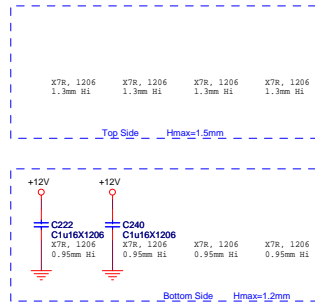 X7R, 1206 X7R, 1206 X7R, 1206 X7R, 1206
1.3mm Hi 1.3mm Hi 1.3mm Hi 1.3mm Hi
Top Side Hmax=1.5mm
+12V +12V
C222 C240
C1u16X1206 C1u16X1206
X7R, 1206 X7R, 1206 X7R, 1206 X7R, 1206
0.95mm Hi 0.95mm Hi 0.95mm Hi 0.95mm Hi
Bottom Side Hmax=1.2mm